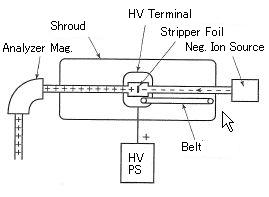 HV Terminal
Shroud
Stripper Foil
Analyzer Mag.
Neg. Ion Source
+ + + + + + + + - - - - -
+
+
+
+
Belt
HV
PS